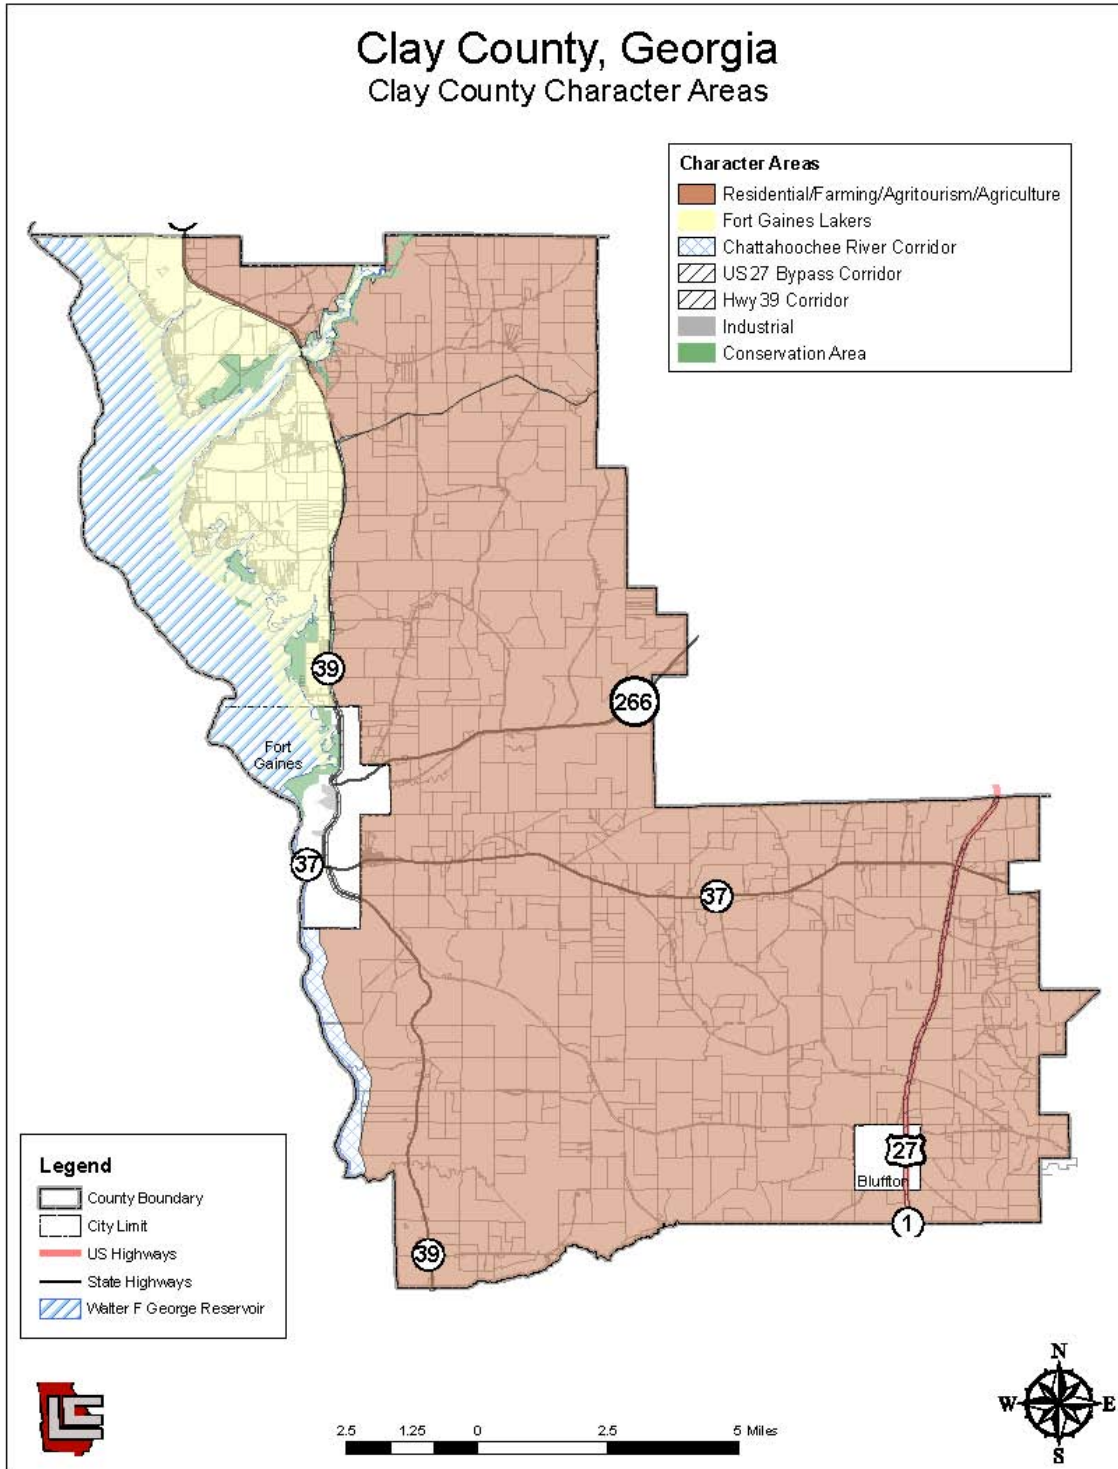 Clay County, Georgia
Clay County Character Areas
Character Areas
Residential/Farming/Agritourism/Agriculture
Fort Gaines Lakers
Chattahoochee River Corridor
US 27 Bypass Corridor
Hwy 39 Corridor
Industrial
Conservation Area
39
266
Fort
Gaines
37
37
27
Bluffton
1
39
Legend
County Boundary
City Limit
US Highways
State Highways
Walter F George Reservoir
N
W E
S
2.5 1.25 0 2.5 5 Miles